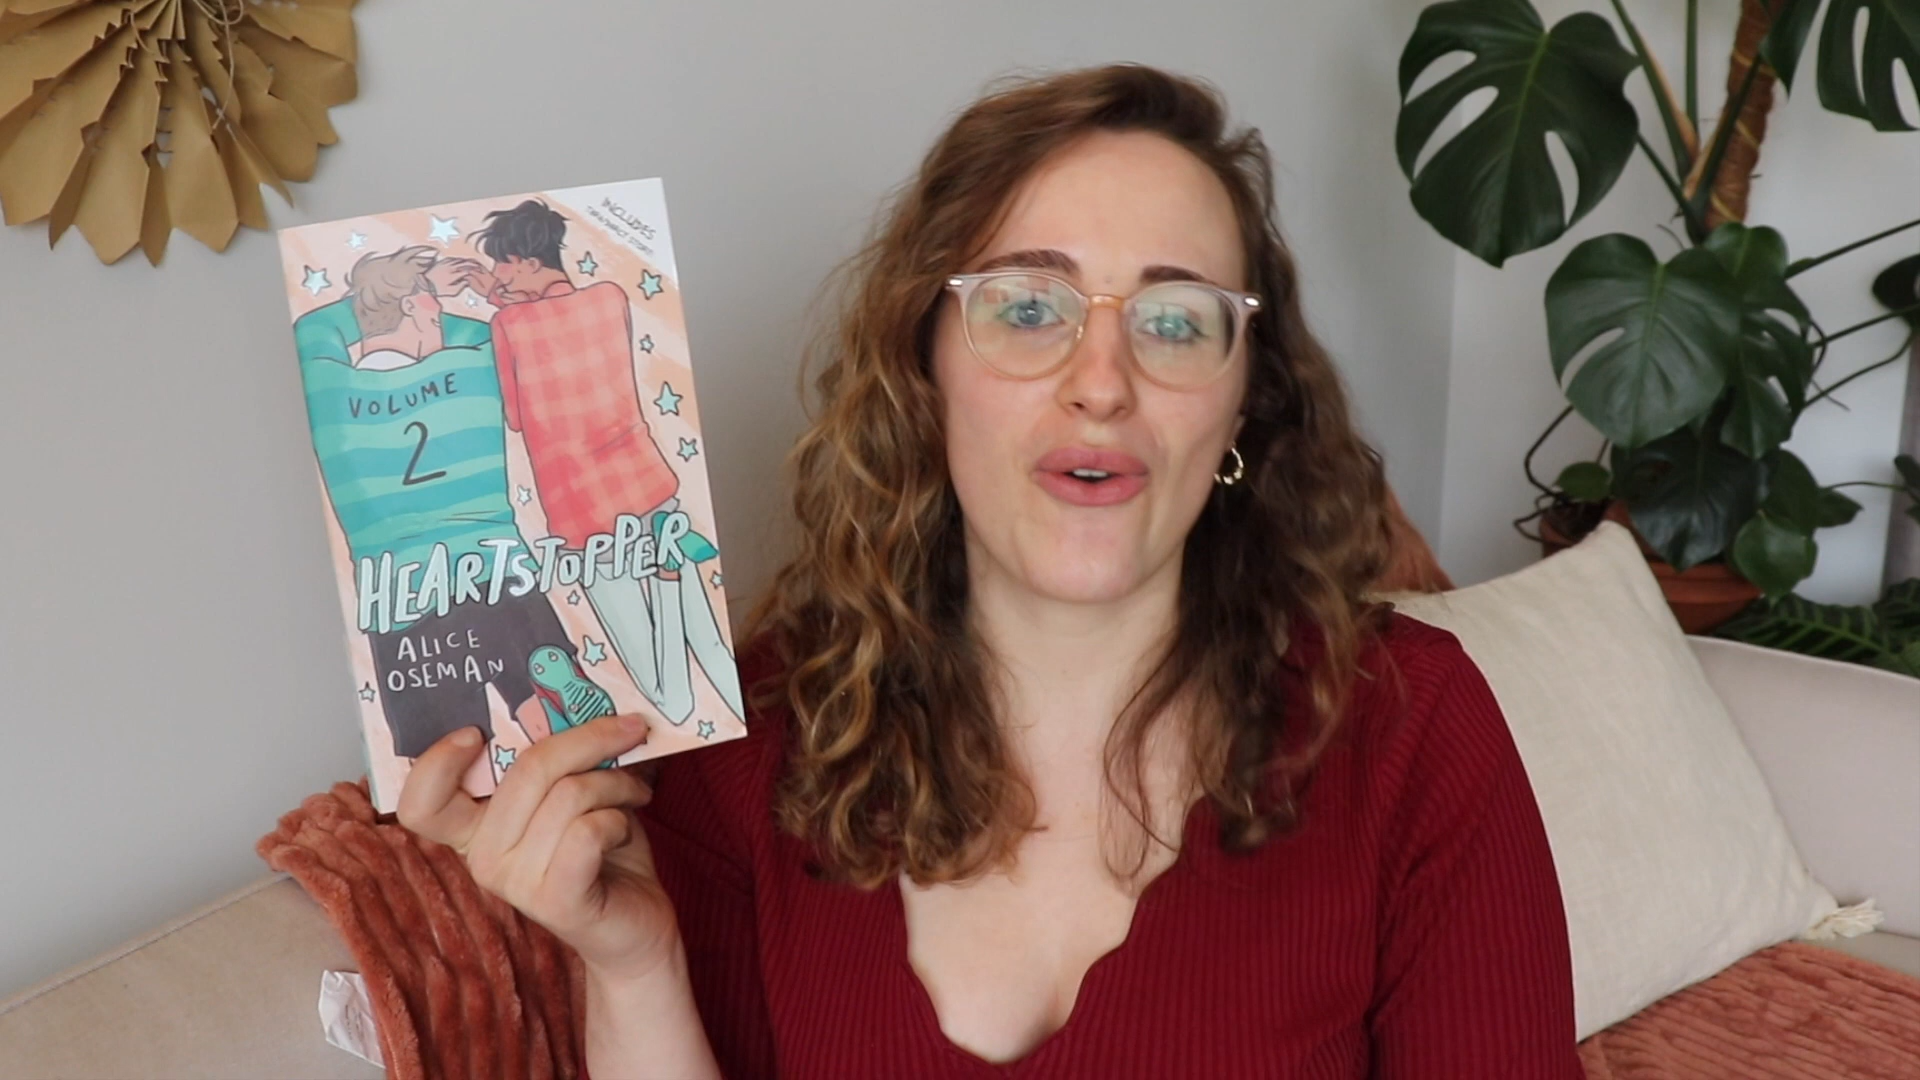 INCLUDES
VOLUME
2
HEARTSTOPPER
ALICE
OSEMAN